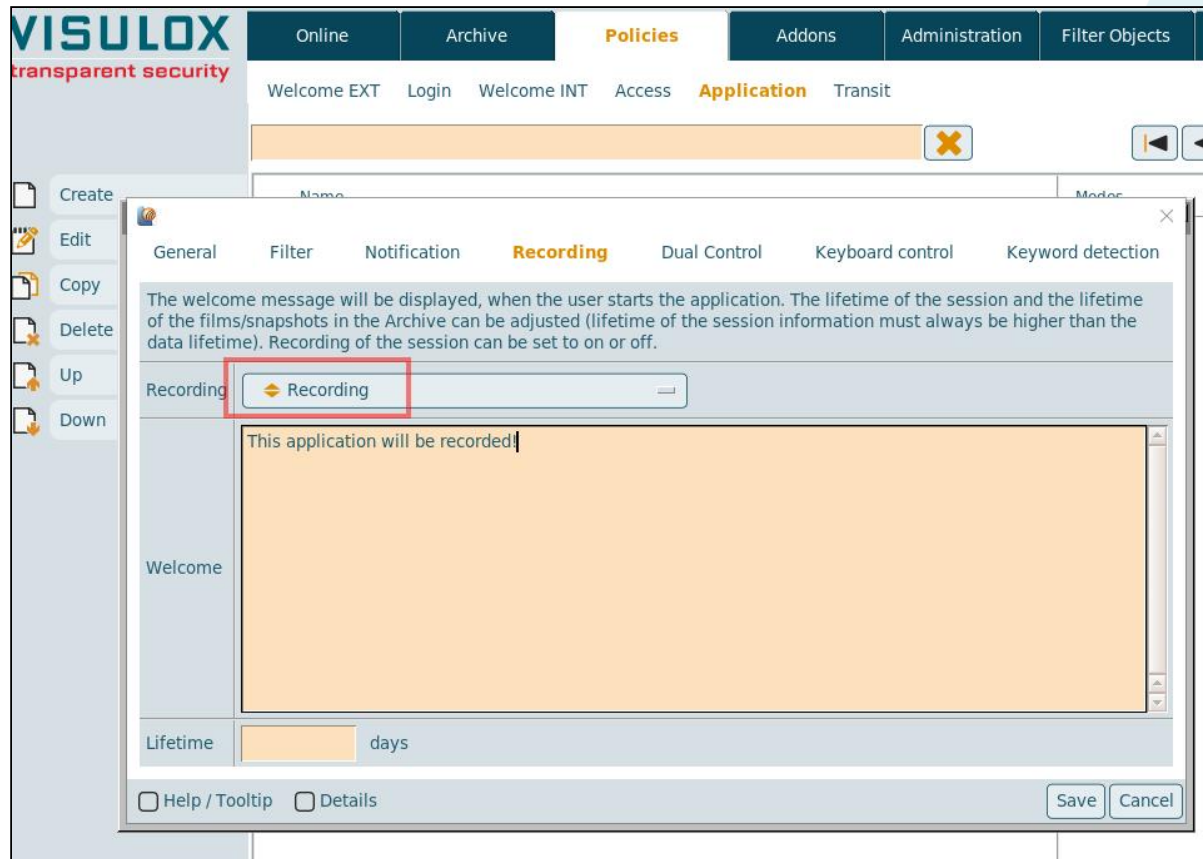 VISULOX
transparent security
Online Archive Policies Addons Administration Filter Objects
Welcome EXT Login Welcome INT Access Application Transit
Create
Name Modes
Edit
General Filter Notification Recording Dual Control Keyboard control Keyword detection
Copy
The welcome message will be displayed, when the user starts the application. The lifetime of the session and the lifetime
of the films/snapshots in the Archive can be adjusted (lifetime of the session information must always be higher than the
data lifetime). Recording of the session can be set to on or off.
Delete
Up
Recording Recording
Down
This application will be recorded!
Welcome
Lifetime days
Help / Tooltip Details Save Cancel